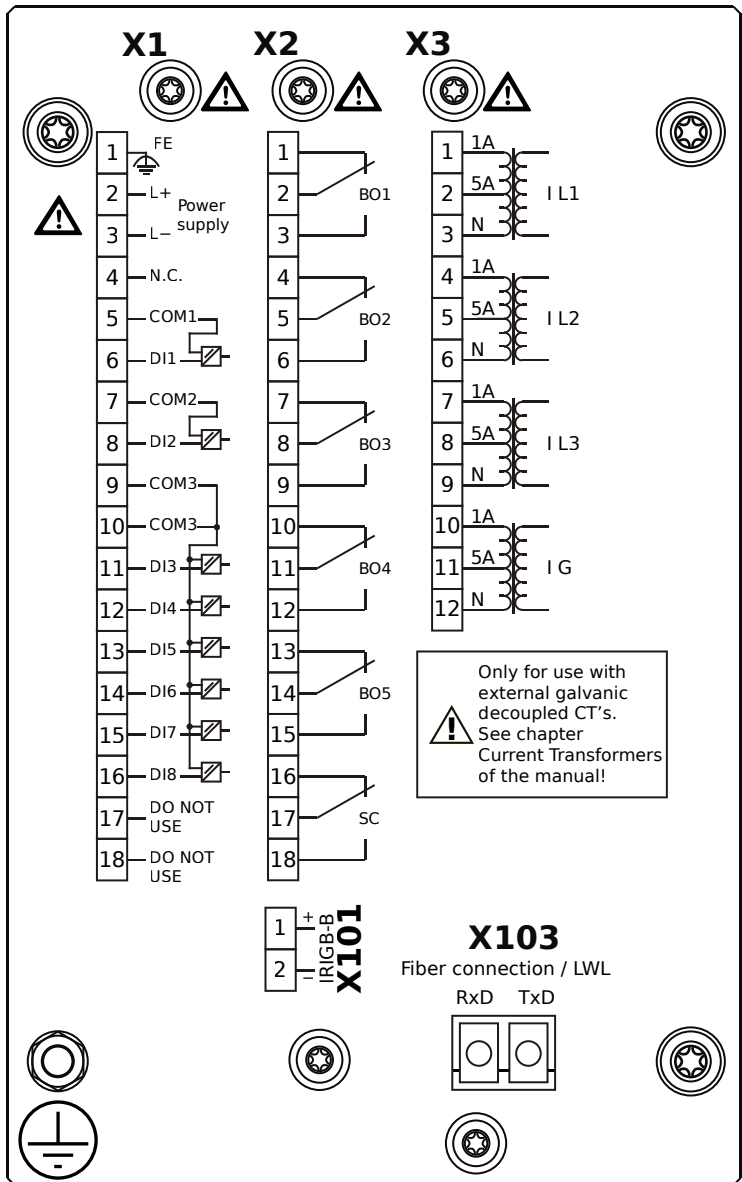 X1
X2
X3
1 FE
2 L+
Power
supply
3 L−
4 N.C.
5 COM1
6 DI1
7 COM2
8 DI2
9 COM3
10 COM3
11 DI3
12 DI4
13 DI5
14 DI6
15 DI7
16 DI8
17 DO NOT
USE
18 DO NOT
USE
1
2 BO1
3
4
5 BO2
6
7
8 BO3
9
10
11 BO4
12
13
14 BO5
15
16
17 SC
18
1 1A
2 5A I L1
3 N
4 1A
5 5A I L2
6 N
7 1A
8 5A I L3
9 N
10 1A
11 5A I G
12 N
Only for use with
external galvanic
decoupled CT’s.
See chapter
Current Transformers
of the manual!
1 +
2 −
IRIGB-B
X101
X103
Fiber connection / LWL
RxD TxD